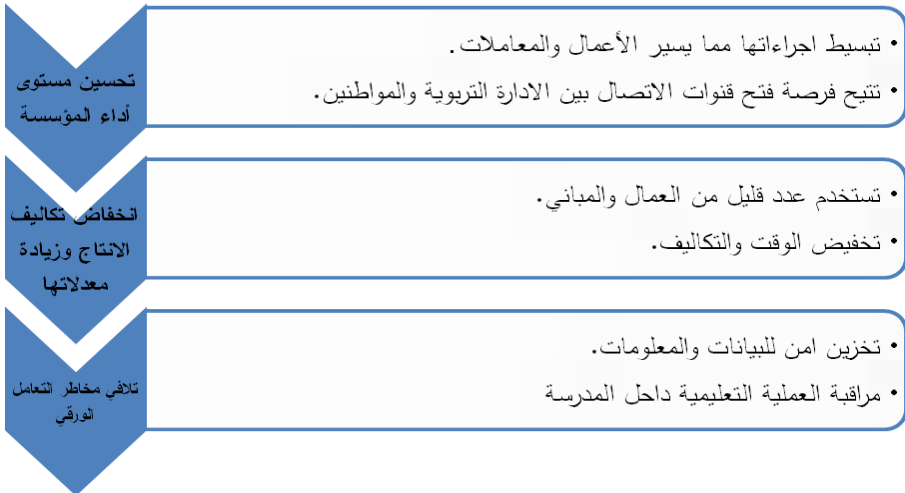 تحسين مستوى
أداء المؤسسة
• تبسيط اجراءاتها مما يسير الأعمال والمعاملات.
• تتيح فرصة فتح قنوات الاتصال بين الادارة التربوية والمواطنين.
انخفاض تكاليف
الانتاج وزيادة
معدلاتها
• تستخدم عدد قليل من العمال والمباني.
• تخفيض الوقت والتكاليف.
تلافي مخاطر التعامل
الورقي
• تخزين امن للبيانات والمعلومات.
• مراقبة العملية التعليمية داخل المدرسة